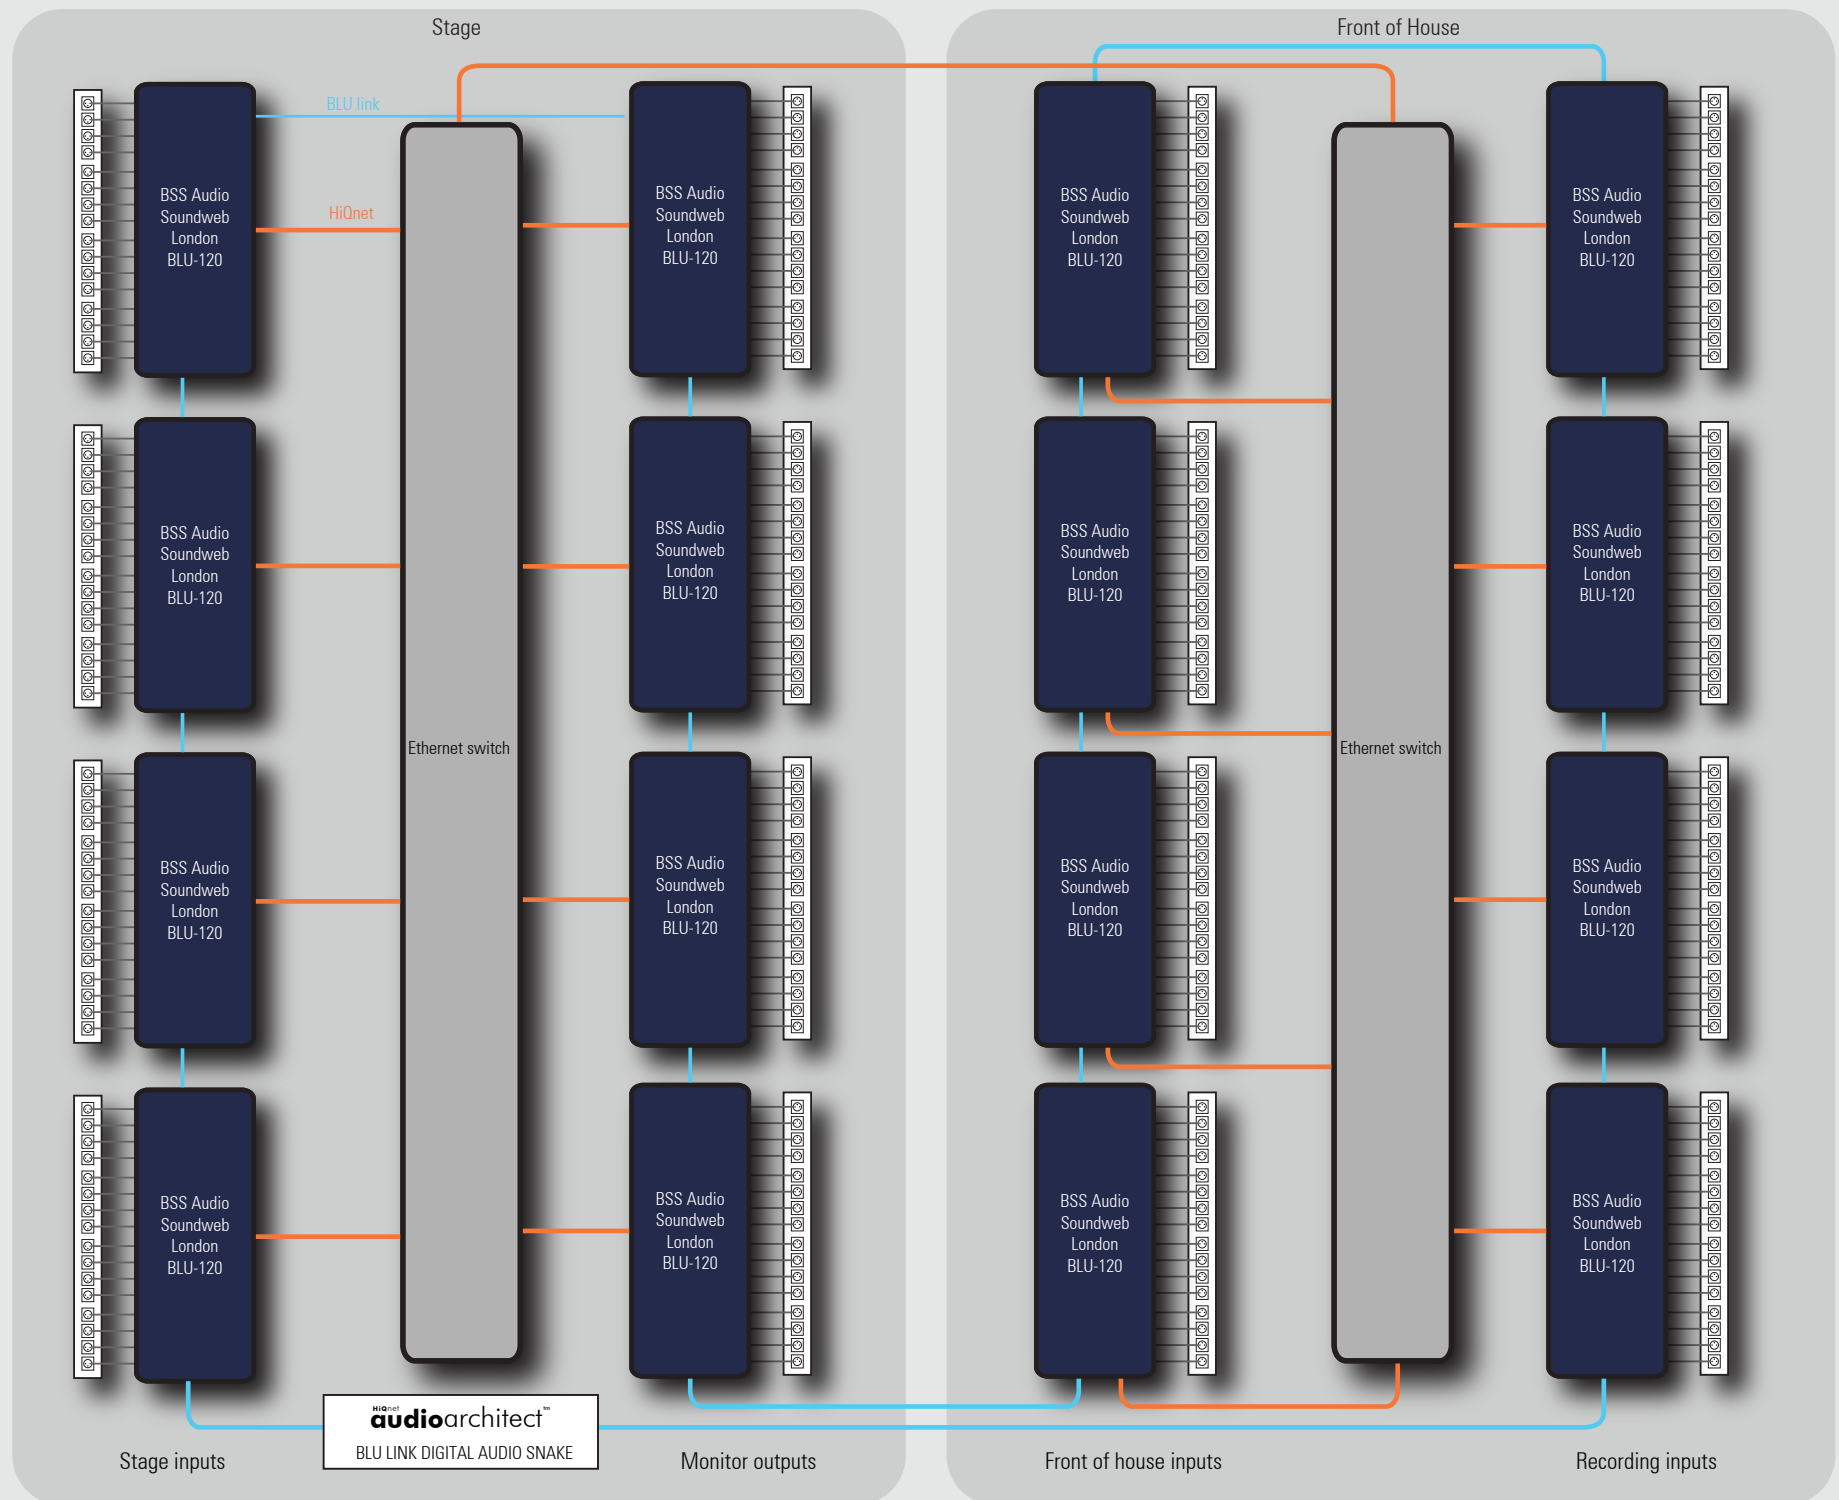 Stage
Front of House
BLU link
HiQnet
BSS Audio
Soundweb
London
BLU-120
BSS Audio
Soundweb
London
BLU-120
BSS Audio
Soundweb
London
BLU-120
BSS Audio
Soundweb
London
BLU-120
BSS Audio
Soundweb
London
BLU-120
BSS Audio
Soundweb
London
BLU-120
BSS Audio
Soundweb
London
BLU-120
BSS Audio
Soundweb
London
BLU-120
Ethernet switch
Ethernet switch
BSS Audio
Soundweb
London
BLU-120
BSS Audio
Soundweb
London
BLU-120
BSS Audio
Soundweb
London
BLU-120
BSS Audio
Soundweb
London
BLU-120
BSS Audio
Soundweb
London
BLU-120
BSS Audio
Soundweb
London
BLU-120
BSS Audio
Soundweb
London
BLU-120
BSS Audio
Soundweb
London
BLU-120
HiQnet
audioarchitect™
BLU LINK DIGITAL AUDIO SNAKE
Stage inputs
Monitor outputs
Front of house inputs
Recording inputs